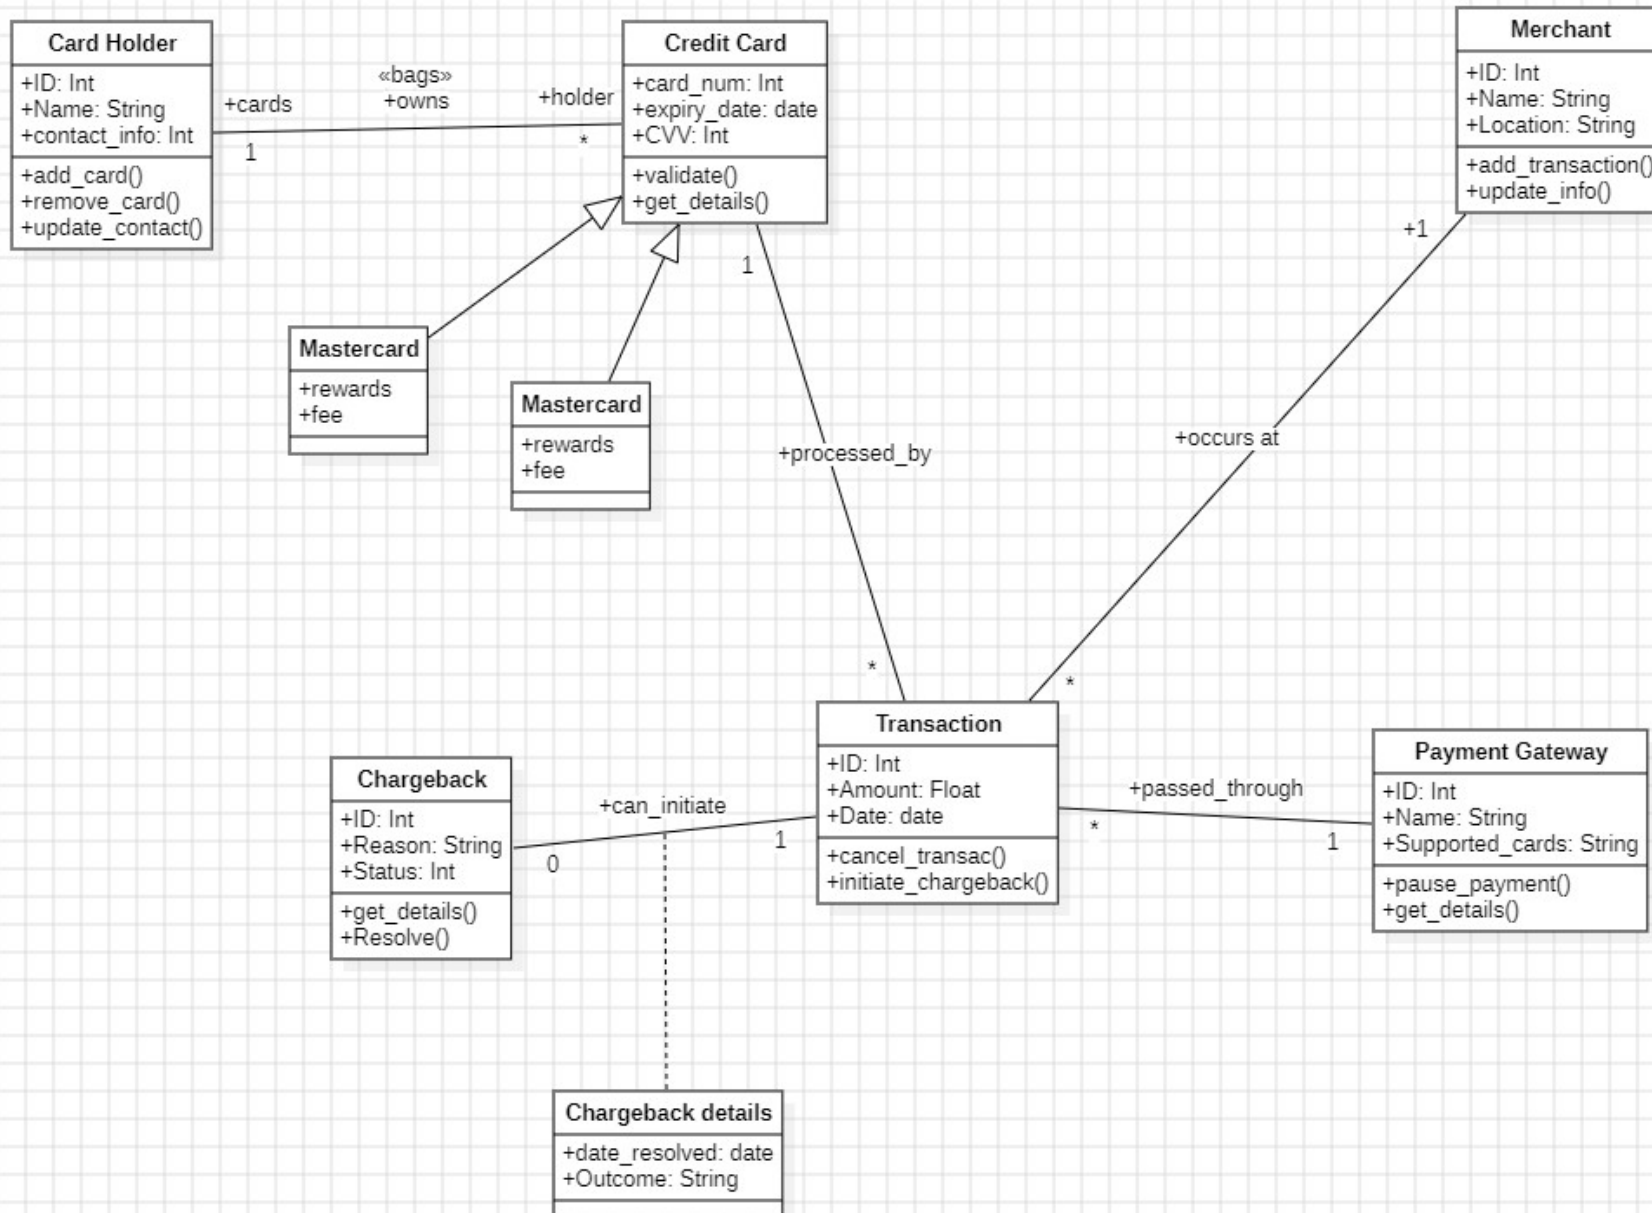 Card Holder
+ID: Int
+Name: String
+contact_info: Int
+add_card()
+remove_card()
+update_contact()
+cards
1
«bags»
+owns
+holder
*
Credit Card
+card_num: Int
+expiry_date: date
+CVV: Int
+validate()
+get_details()
Merchant
+ID: Int
+Name: String
+Location: String
+add_transaction()
+update_info()
Mastercard
+rewards
+fee
Mastercard
+rewards
+fee
1
+processed_by
*
+1
+occurs at
*
Chargeback
+ID: Int
+Reason: String
+Status: Int
+get_details()
+Resolve()
+can_initiate
0
1
Transaction
+ID: Int
+Amount: Float
+Date: date
+cancel_transac()
+initiate_chargeback()
+passed_through
*
1
Payment Gateway
+ID: Int
+Name: String
+Supported_cards: String
+pause_payment()
+get_details()
Chargeback details
+date_resolved: date
+Outcome: String